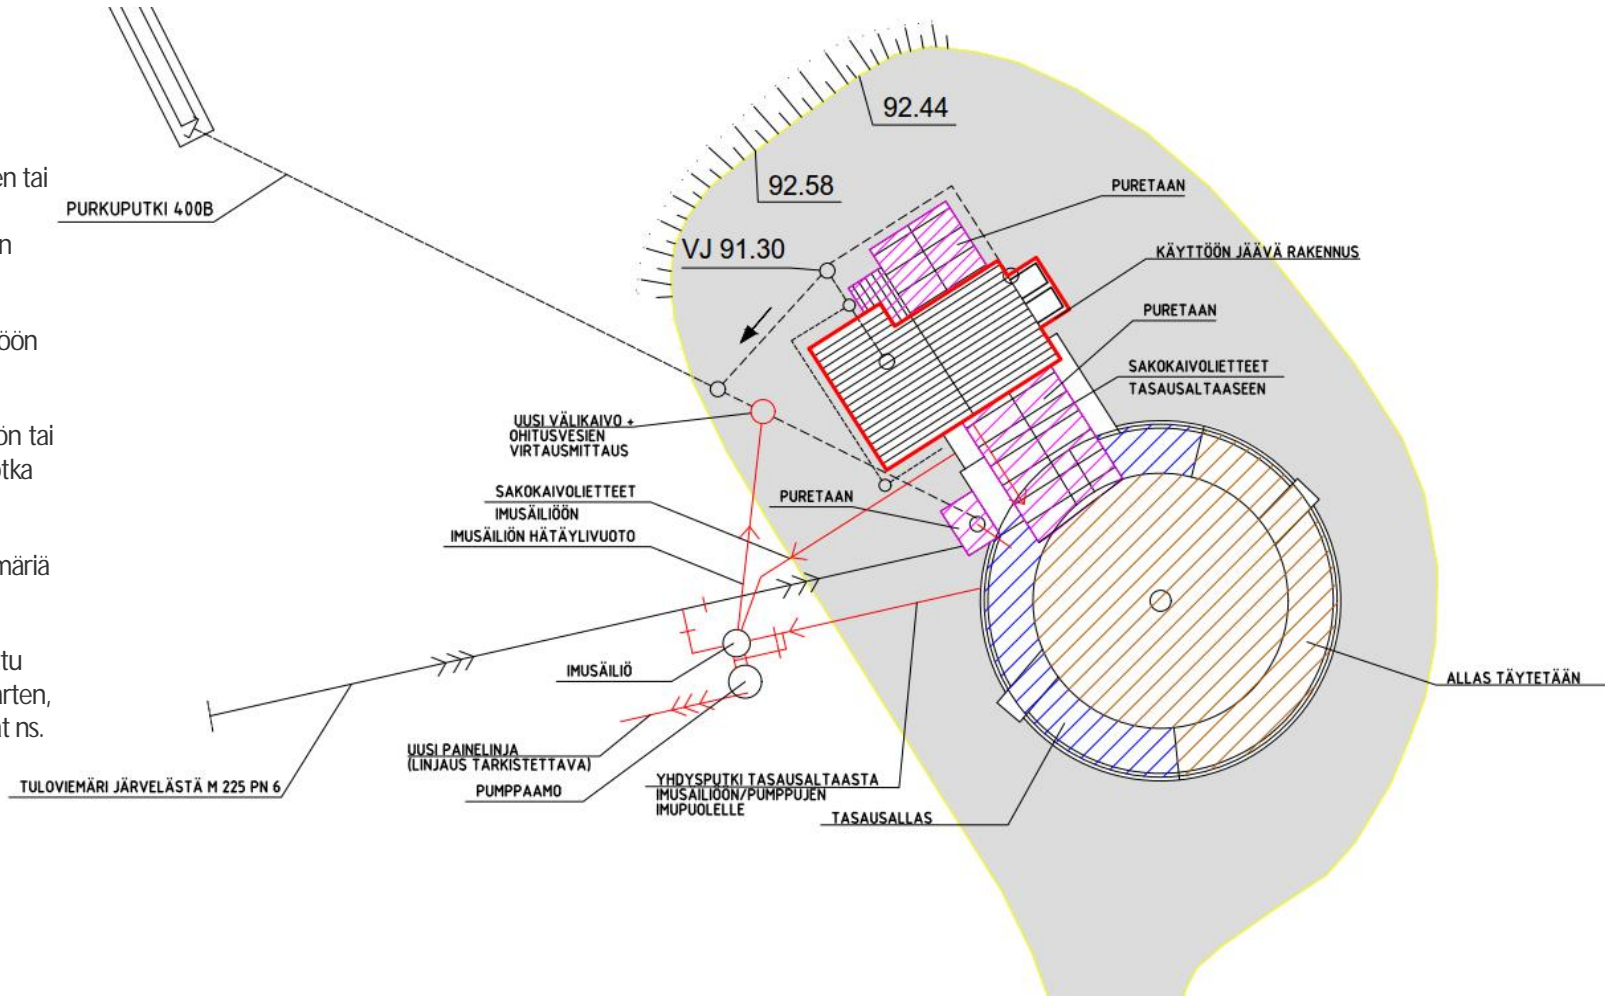 en tai
n
öön
ön tai
otka
märiä
tu
arten,
at ns.
92.44
92.58
VJ 91.30
PURKUPUTKI 400B
PURETAAN
KÄYTTÖÖN JÄÄVÄ RAKENNUS
PURETAAN
SAKOKAIVOLIETTEET
TASAUSALTAASEEN
UUSI VÄLIKAIVO +
OHITUSVESIEN
VIRTAUSMITTAUS
SAKOKAIVOLIETTEET
IMUSÄILIÖÖN
IMUSÄILIÖN HÄTÄYLIVUOTO
PURETAAN
IMUSÄILIÖ
ALLAS TÄYTETÄÄN
UUSI PAINELINJA
(LINJAUS TARKISTETTAVA)
PUMPPAAMO
TULOVIEMÄRI JÄRVELÄSTÄ M 225 PN 6
YHDYSPUTKI TASAUSALTAASTA
IMUSÄILIÖÖN/PUMPPUJEN
IMUPUOLELLE
TASAUSALLAS